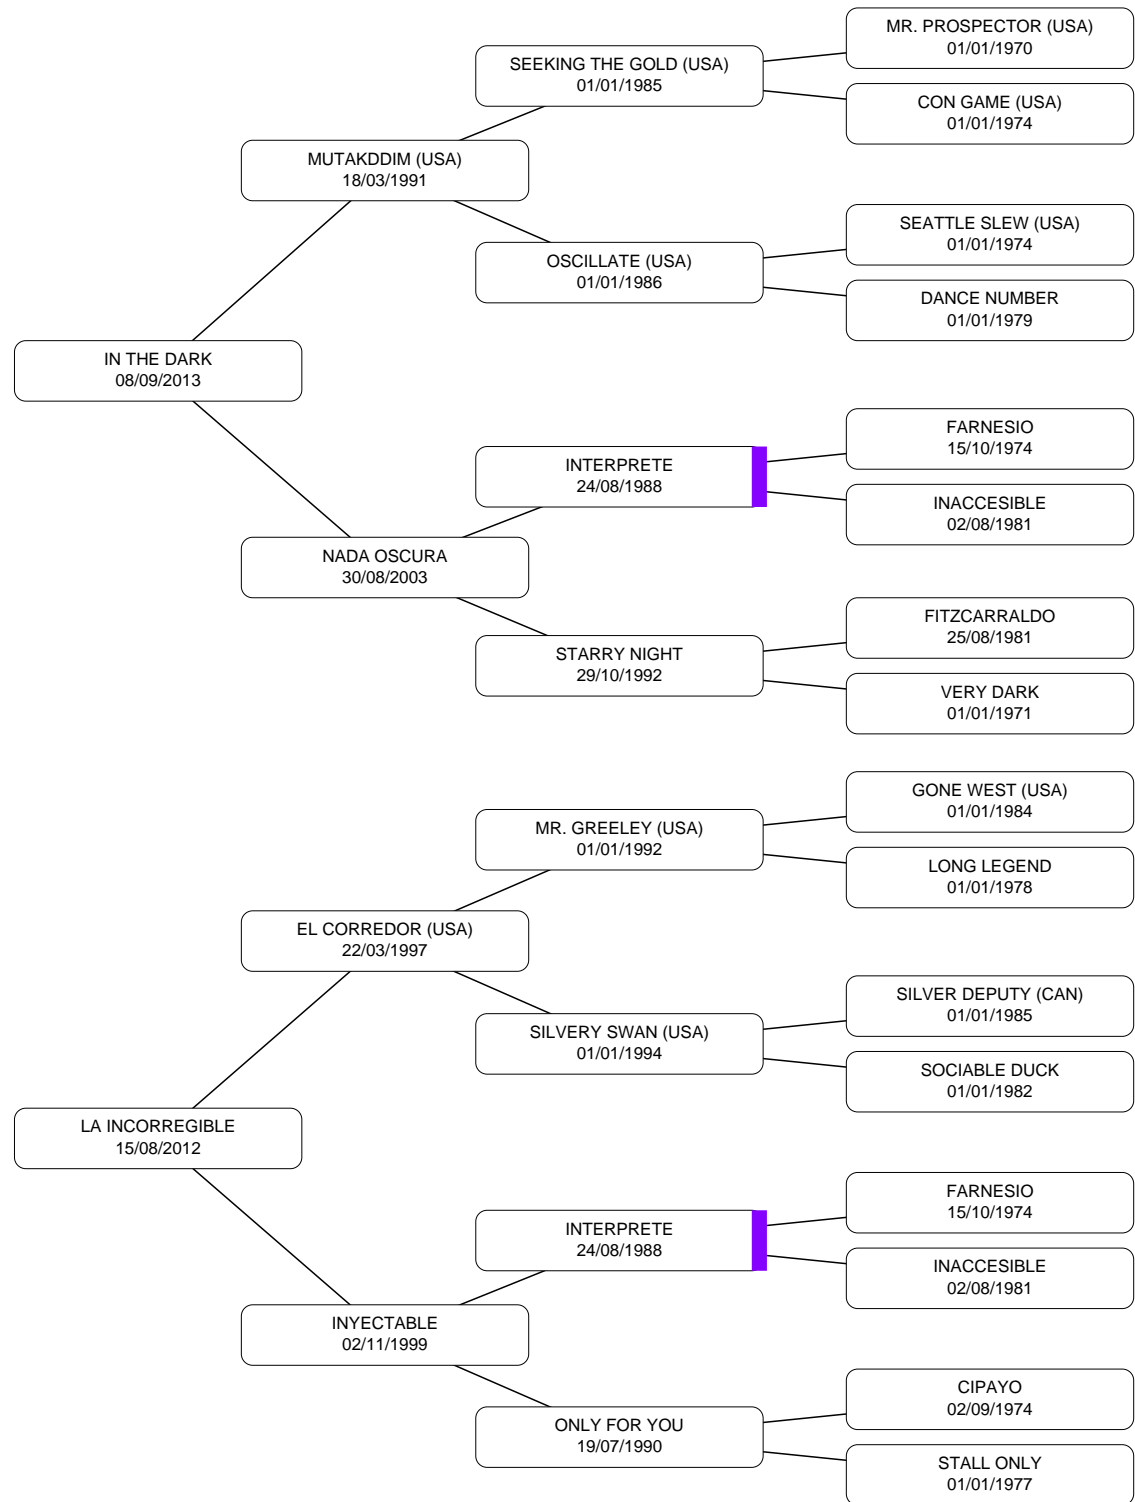 MR. PROSPECTOR (USA)
01/01/1970
SEEKING THE GOLD (USA)
01/01/1985
CON GAME (USA)
01/01/1974
MUTAKDDIM (USA)
18/03/1991
SEATTLE SLEW (USA)
01/01/1974
OSCILLATE (USA)
01/01/1986
DANCE NUMBER
01/01/1979
IN THE DARK
08/09/2013
FARNESIO
15/10/1974
INTERPRETE
24/08/1988
INACCESIBLE
02/08/1981
NADA OSCURA
30/08/2003
FITZCARRALDO
25/08/1981
STARRY NIGHT
29/10/1992
VERY DARK
01/01/1971
GONE WEST (USA)
01/01/1984
MR. GREELEY (USA)
01/01/1992
LONG LEGEND
01/01/1978
EL CORREDOR (USA)
22/03/1997
SILVER DEPUTY (CAN)
01/01/1985
SILVERY SWAN (USA)
01/01/1994
SOCIABLE DUCK
01/01/1982
LA INCORREGIBLE
15/08/2012
FARNESIO
15/10/1974
INTERPRETE
24/08/1988
INACCESIBLE
02/08/1981
INYECTABLE
02/11/1999
CIPAYO
02/09/1974
ONLY FOR YOU
19/07/1990
STALL ONLY
01/01/1977